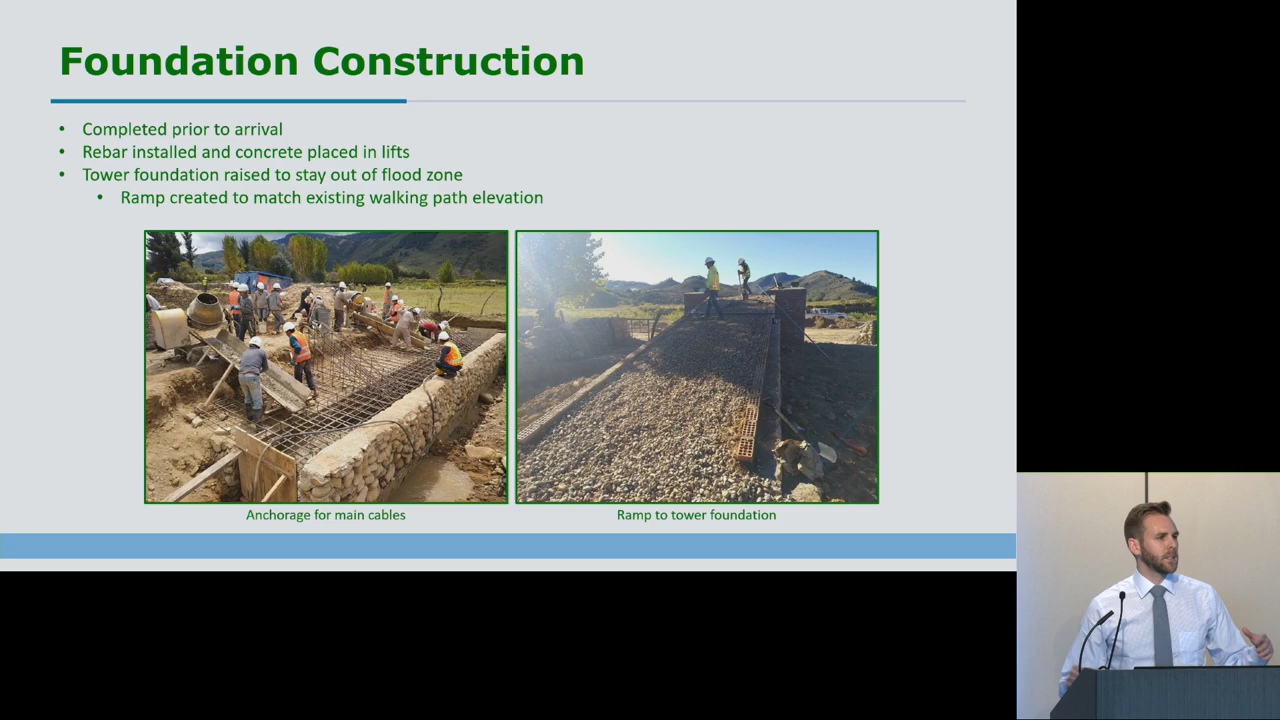 Foundation Construction
• Completed prior to arrival
• Rebar installed and concrete placed in lifts
• Tower foundation raised to stay out of flood zone
• Ramp created to match existing walking path elevation
Anchorage for main cables
Ramp to tower foundation